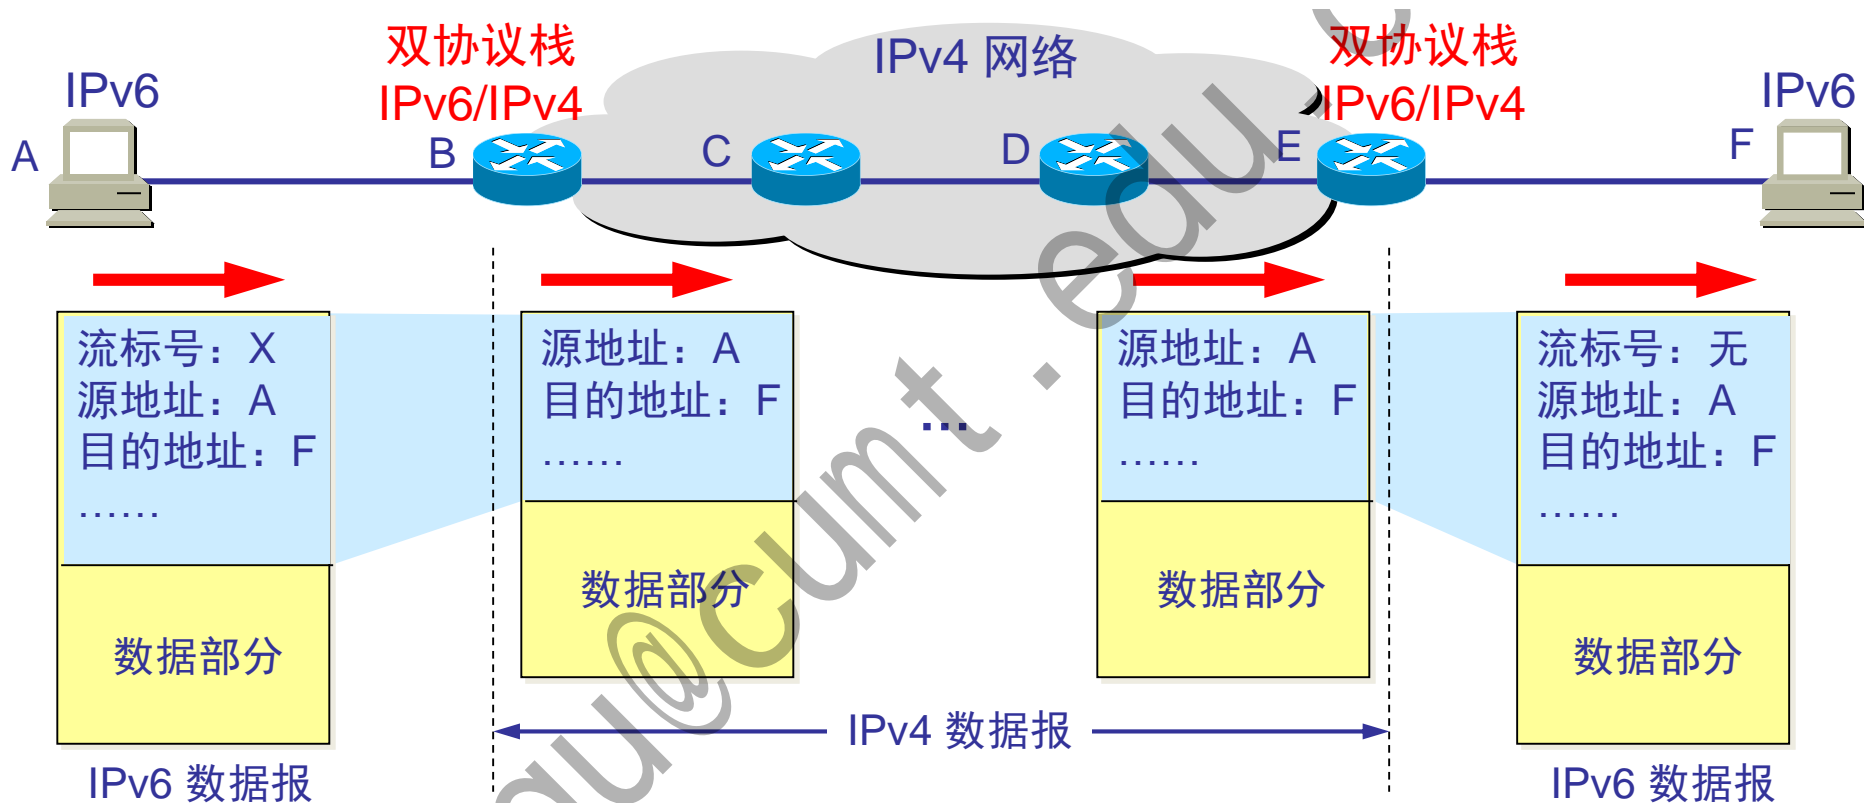 双协议栈
IPv6/IPv4
IPv4 网络
双协议栈
IPv6/IPv4
IPv6
IPv6
A
B
C
D
E
F
流标号：X
源地址：A
目的地址：F
……
数据部分
IPv6 数据报
源地址：A
目的地址：F
……
数据部分
…
源地址：A
目的地址：F
……
数据部分
IPv4 数据报
流标号：无
源地址：A
目的地址：F
……
数据部分
IPv6 数据报